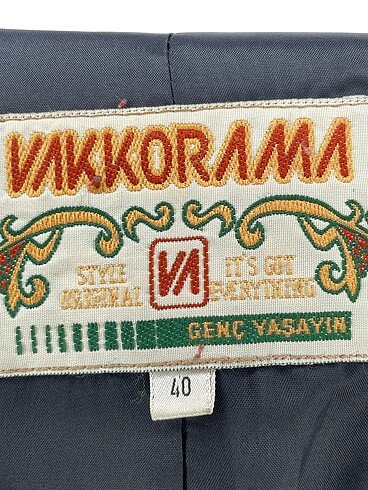 VAKKORAMA
STYLE ORIGINAL
VA
IT'S GOT EVERYTHING
GENÇ YAŞAYIN
40